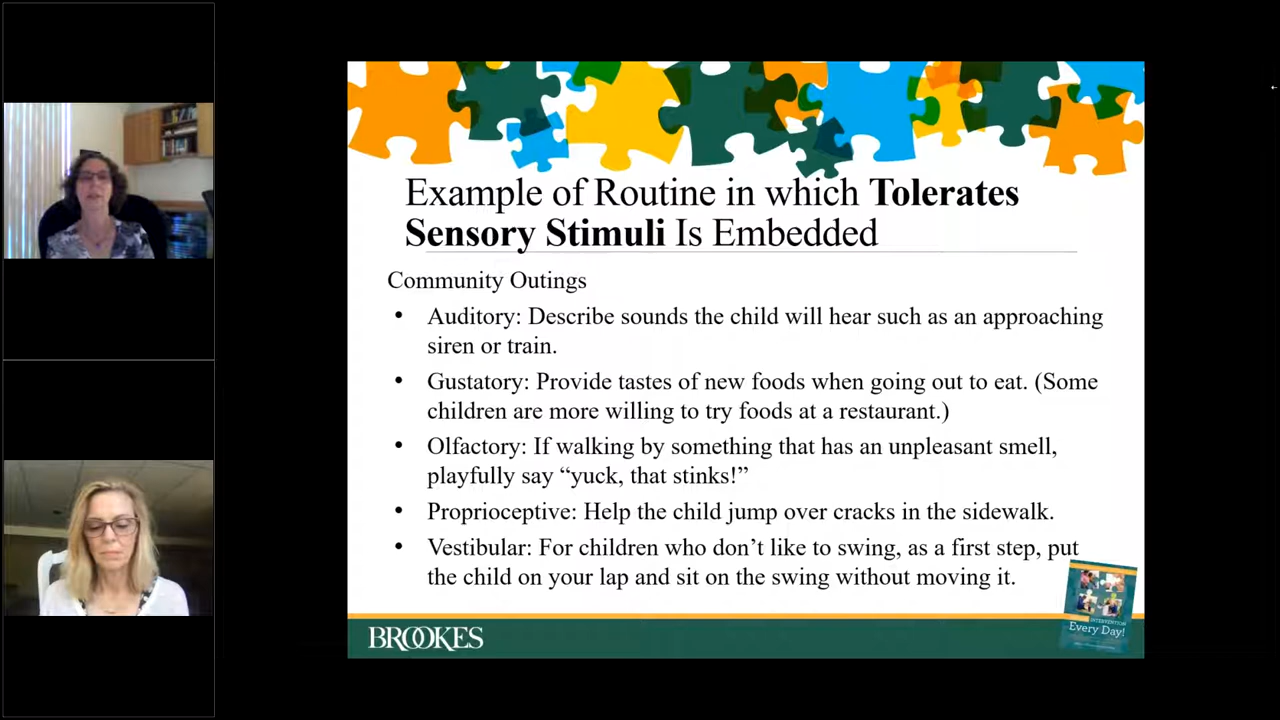 Example of Routine in which Tolerates
Sensory Stimuli Is Embedded
Community Outings
• Auditory: Describe sounds the child will hear such as an approaching
siren or train.
• Gustatory: Provide tastes of new foods when going out to eat. (Some
children are more willing to try foods at a restaurant.)
• Olfactory: If walking by something that has an unpleasant smell,
playfully say “yuck, that stinks!”
• Proprioceptive: Help the child jump over cracks in the sidewalk.
• Vestibular: For children who don’t like to swing, as a first step, put
the child on your lap and sit on the swing without moving it.
INTERVENTION
Every Day!
BROOKES